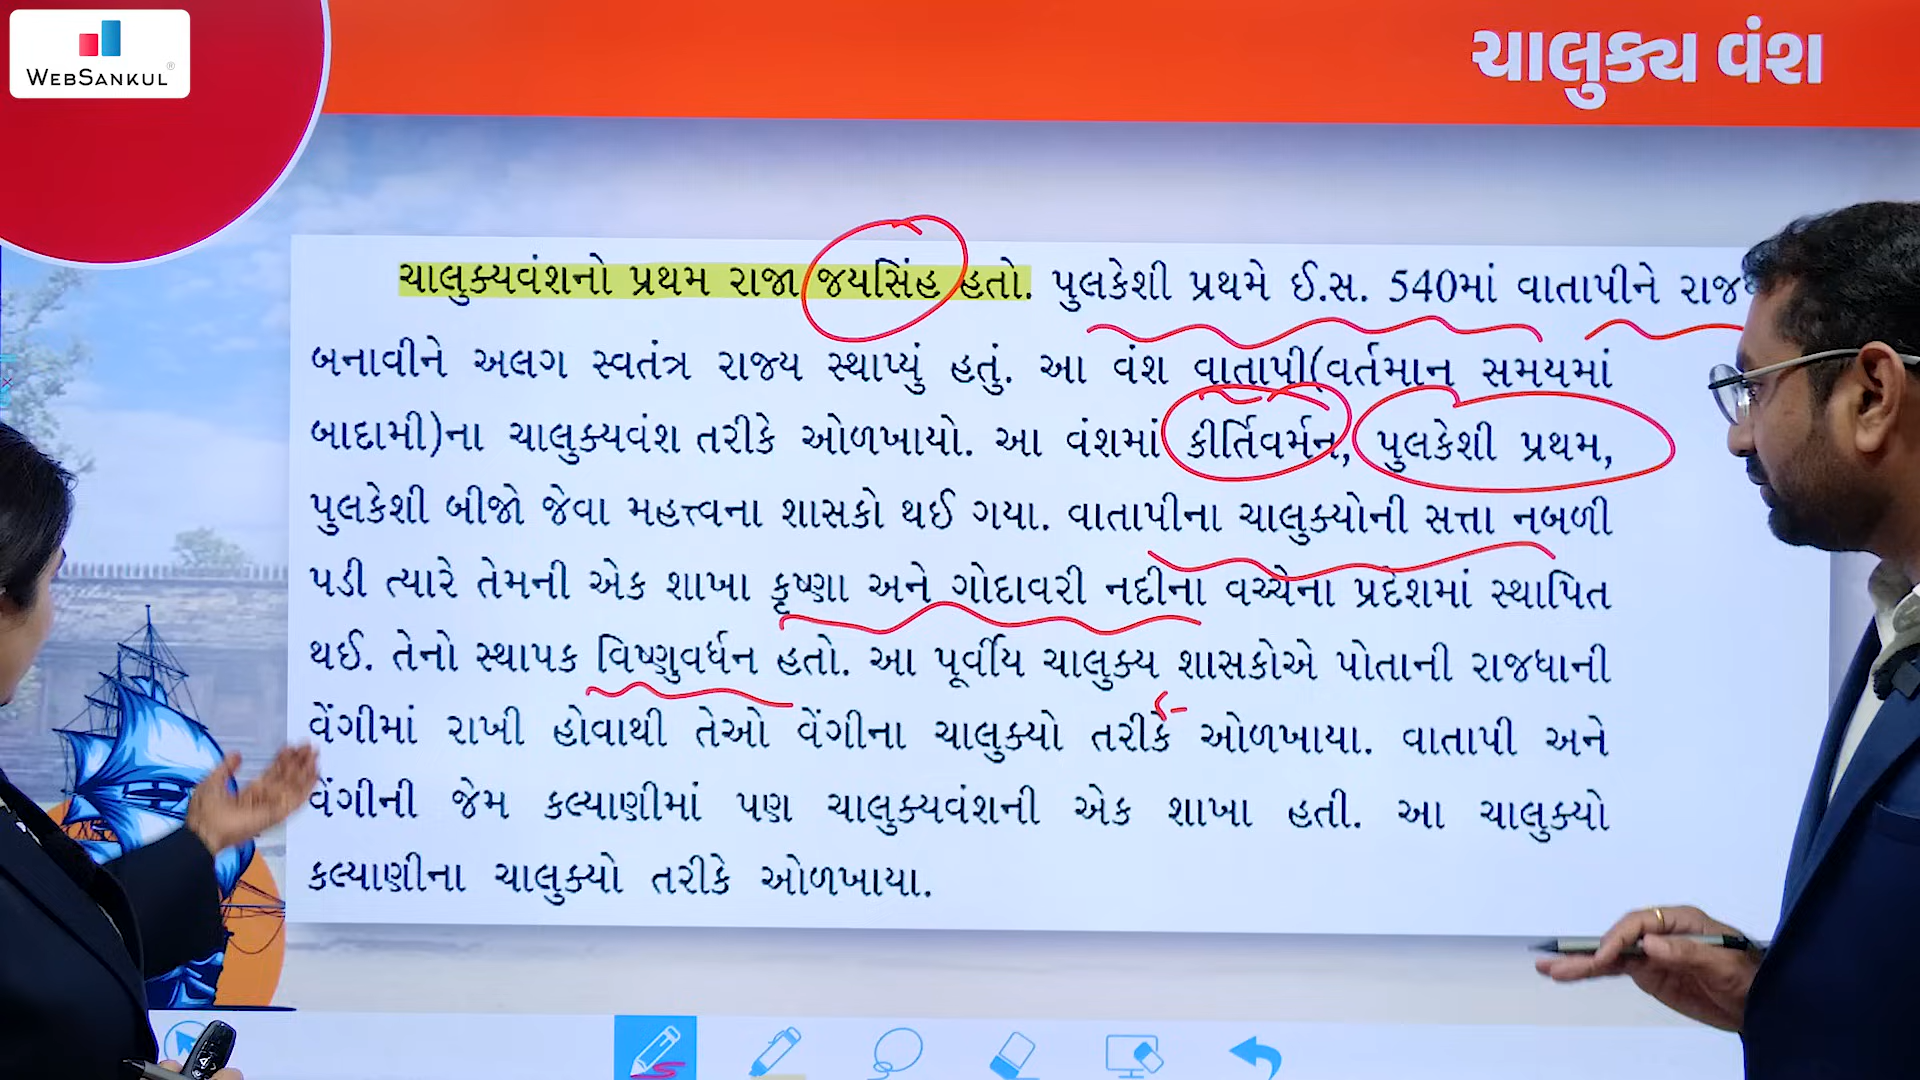 WEBSANKUL
ચાલુક્ય વંશ
ચાલુક્યવંશનો પ્રથમ રાજા જયસિંહ હતો. પુલકેશી પ્રથમે ઈ.સ. 540માં વાતાપીને
બનાવીને અલગ સ્વતંત્ર રાજ્ય સ્થાપ્યું હતું. આ વંશ વાતાપી(વર્તમાન સમયમાં
બાદામી)ના ચાલુક્યવંશ તરીકે ઓળખાયો. આ વંશમાં કીર્તિવર્મન, પુલકેશી પ્રથમ,
પુલકેશી બીજો જેવા મહત્ત્વના શાસકો થઈ ગયા. વાતાપીના ચાલુક્યોની સત્તા નબળી
પડી ત્યારે તેમની એક શાખા કૃષ્ણા અને ગોદાવરી નદીના વચ્ચેના પ્રદેશમાં સ્થાપિત
થઈ. તેનો સ્થાપક વિષ્ણુવર્ધન હતો. આ પૂર્વીય ચાલુક્ય શાસકોએ પોતાની રાજધાની
વેંગીમાં રાખી હોવાથી તેઓ વેંગીના ચાલુક્યો તરીકે ઓળખાયા. વાતાપી અને
વેંગીની જેમ કલ્યાણીમાં પણ ચાલુક્યવંશની એક શાખા હતી. આ ચાલુક્યો
કલ્યાણીના ચાલુક્યો તરીકે ઓળખાયા.